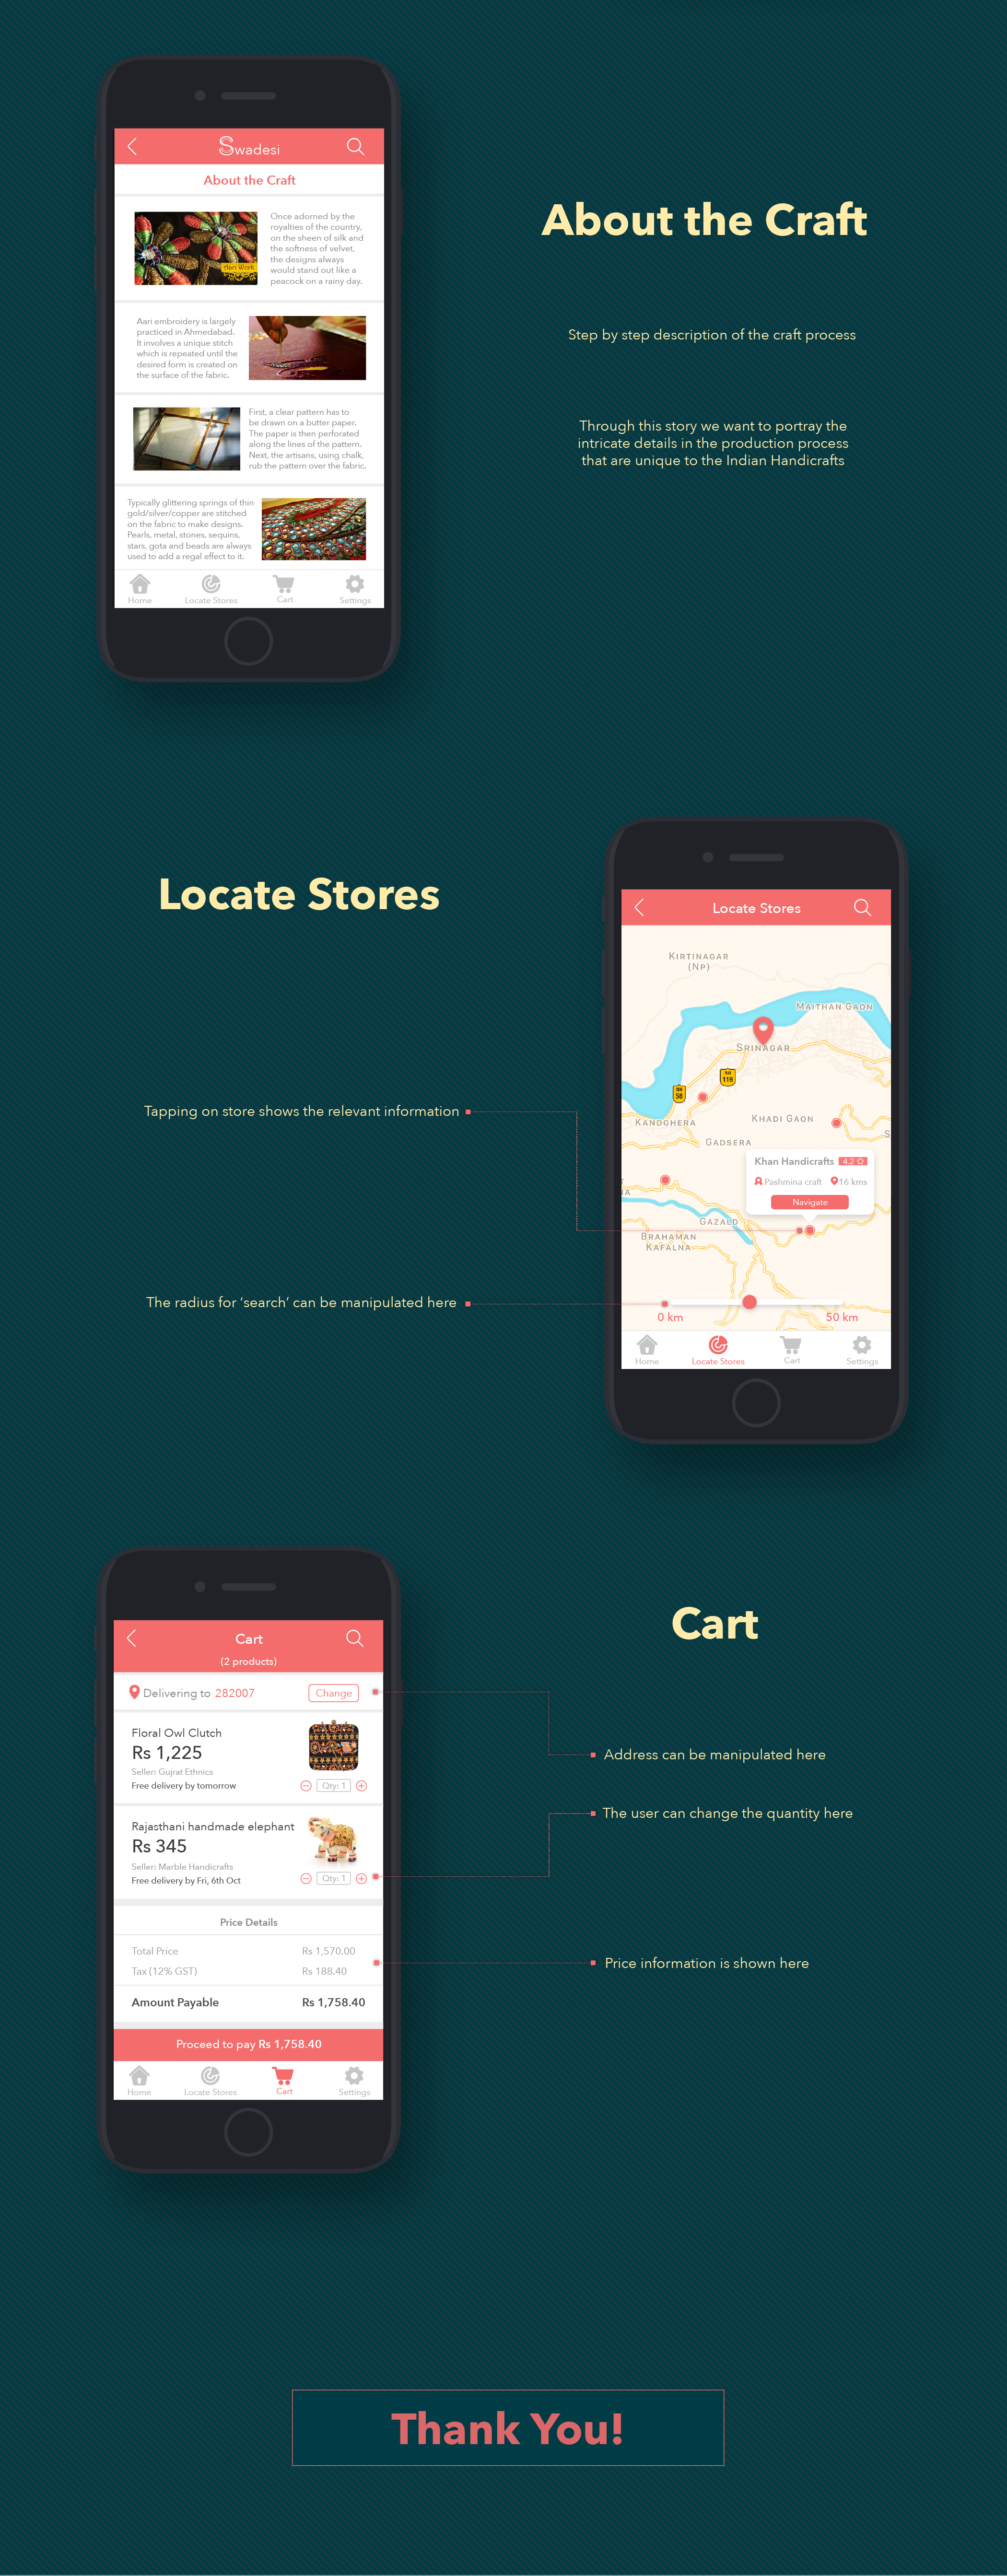 Swadesi
About the Craft
Once adorned by the
royalties of the country,
on the sheen of silk and
the softness of velvet,
the designs always
would stand out like a
peacock on a rainy day.
Aari Work
Aari embroidery is largely
practiced in Ahmedabad.
It involves a unique stitch
which is repeated until the
desired form is created on
the surface of the fabric.
First, a clear pattern has to
be drawn on a butter paper.
The paper is then perforated
along the lines of the pattern.
Next, the artisans, using chalk,
rub the pattern over the fabric.
Typically glittering springs of thin
gold/silver/copper are stitched
on the fabric to make designs.
Pearls, metal, stones, sequins,
stars, gota and beads are always
used to add a regal effect to it.
Home
Locate Stores
Cart
Settings
About the Craft
Step by step description of the craft process
Through this story we want to portray the
intricate details in the production process
that are unique to the Indian Handicrafts
Locate Stores
Tapping on store shows the relevant information
The radius for 'search' can be manipulated here
Locate Stores
KIRTINAGAR
(NP)
MAITHAN GAON
SRINAGAR
NH
119
NH
58
KANDGHERA
KHADI GAON
GADSERA
S
Khan Handicrafts 4.2
Pashmina craft 16 kms
Navigate
NA
GAZALD
BRAHAMAN
KAFALNA
0 km
50 km
Home
Locate Stores
Cart
Settings
Cart
(2 products)
Delivering to 282007
Change
Floral Owl Clutch
Rs 1,225
Seller: Gujrat Ethnics
Free delivery by tomorrow
Qty: 1
Rajasthani handmade elephant
Rs 345
Seller: Marble Handicrafts
Free delivery by Fri, 6th Oct
Qty: 1
Price Details
Total Price Rs 1,570.00
Tax (12% GST) Rs 188.40
Amount Payable Rs 1,758.40
Proceed to pay Rs 1,758.40
Home
Locate Stores
Cart
Settings
Cart
Address can be manipulated here
The user can change the quantity here
Price information is shown here
Thank You!